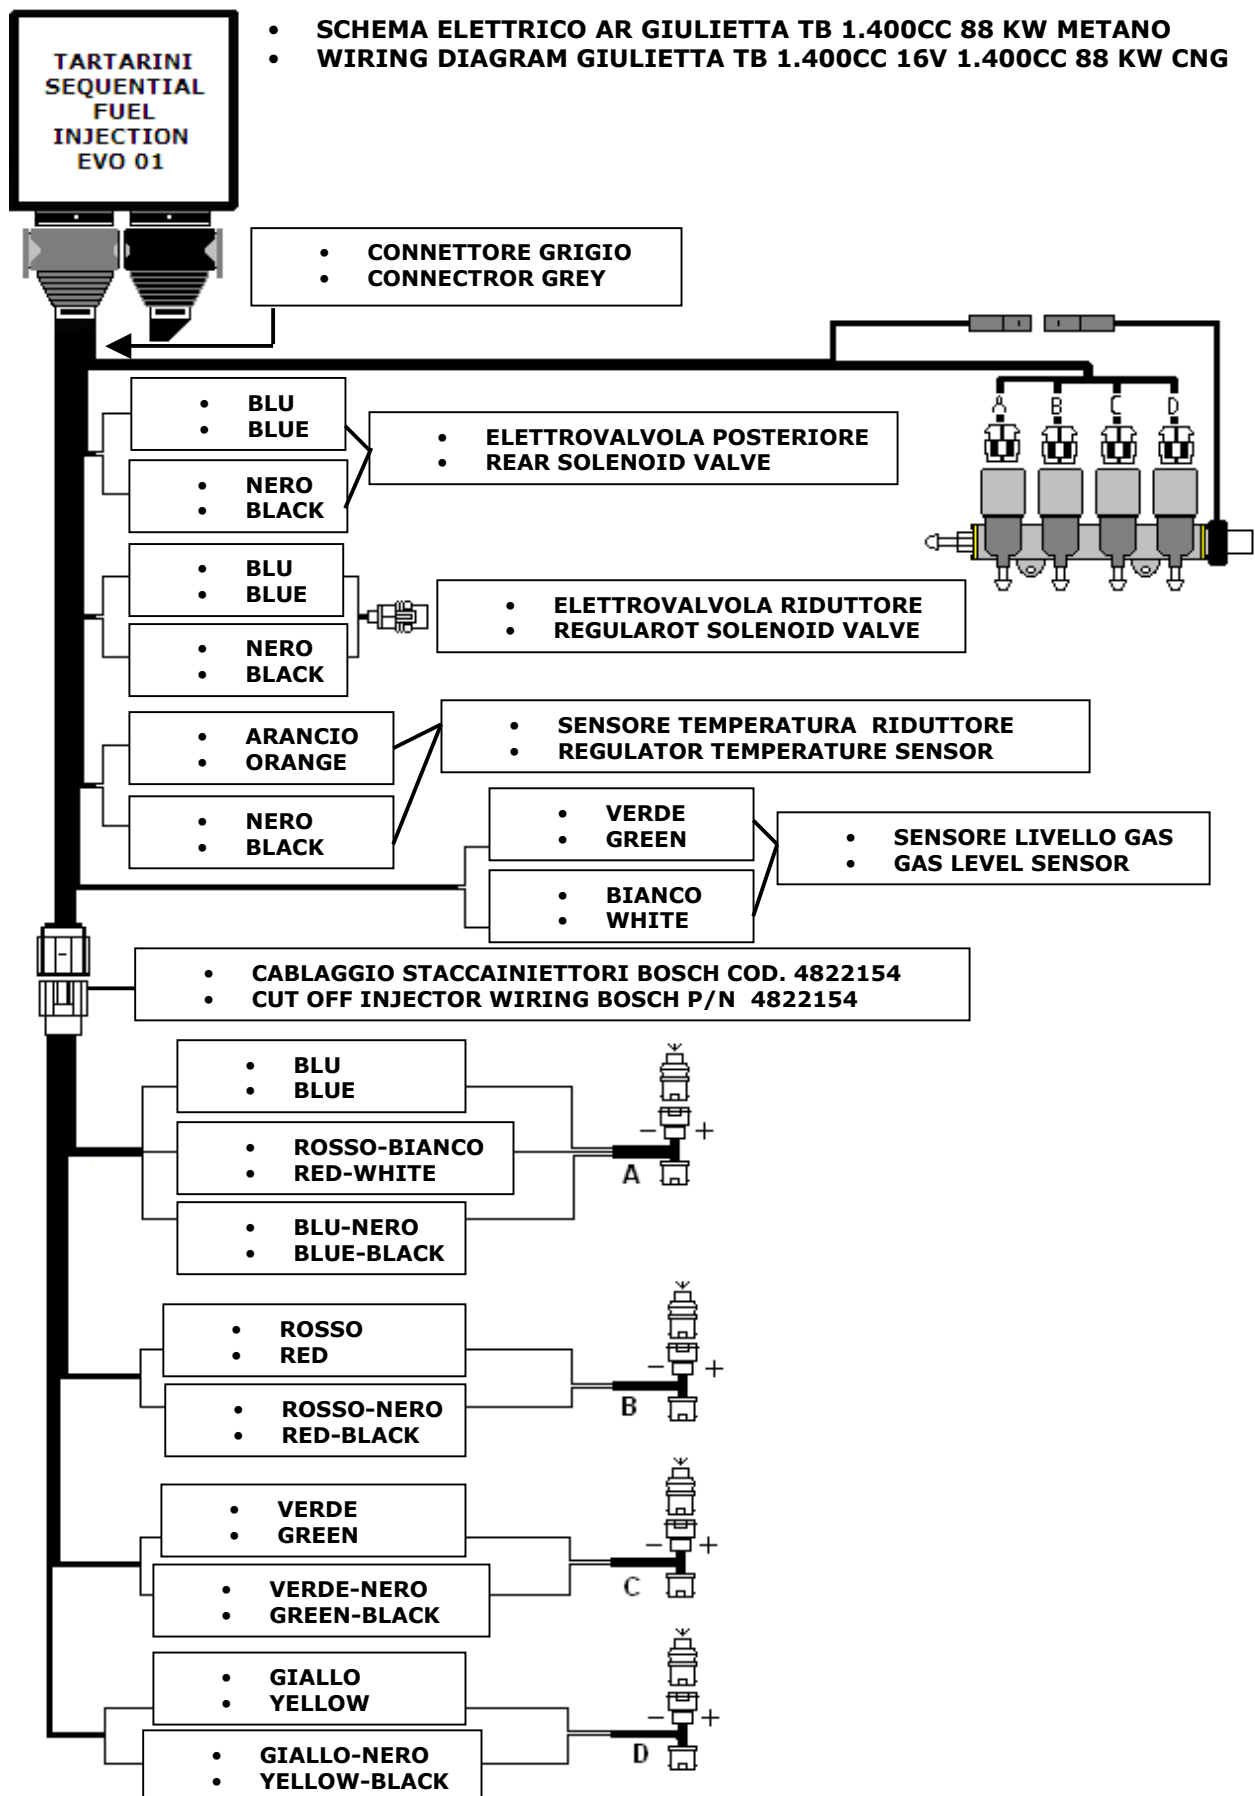 TARTARINI
SEQUENTIAL
FUEL
INJECTION
EVO 01
• SCHEMA ELETTRICO AR GIULIETTA TB 1.400CC 88 KW METANO
• WIRING DIAGRAM GIULIETTA TB 1.400CC 16V 1.400CC 88 KW CNG
• CONNETTORE GRIGIO
• CONNECTROR GREY
A B C D
• BLU
• BLUE
• NERO
• BLACK
• ELETTROVALVOLA POSTERIORE
• REAR SOLENOID VALVE
• BLU
• BLUE
• NERO
• BLACK
• ELETTROVALVOLA RIDUTTORE
• REGULAROT SOLENOID VALVE
• ARANCIO
• ORANGE
• NERO
• BLACK
• SENSORE TEMPERATURA RIDUTTORE
• REGULATOR TEMPERATURE SENSOR
• VERDE
• GREEN
• BIANCO
• WHITE
• SENSORE LIVELLO GAS
• GAS LEVEL SENSOR
• CABLAGGIO STACCAINIETTORI BOSCH COD. 4822154
• CUT OFF INJECTOR WIRING BOSCH P/N 4822154
• BLU
• BLUE
• ROSSO-BIANCO
• RED-WHITE
• BLU-NERO
• BLUE-BLACK
- +
A
• ROSSO
• RED
• ROSSO-NERO
• RED-BLACK
- +
B
• VERDE
• GREEN
• VERDE-NERO
• GREEN-BLACK
- +
C
• GIALLO
• YELLOW
• GIALLO-NERO
• YELLOW-BLACK
- +
D